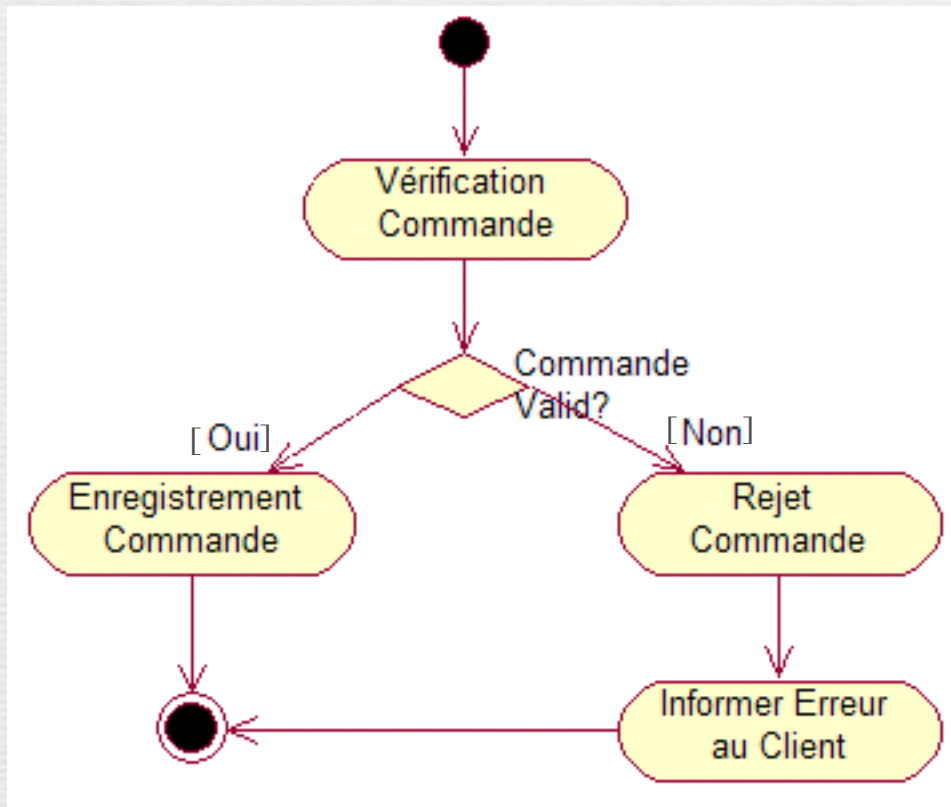 Vérification
Commande
Commande
Valid?
[ Oui]
[Non]
Enregistrement
Commande
Rejet
Commande
Informer Erreur
au Client